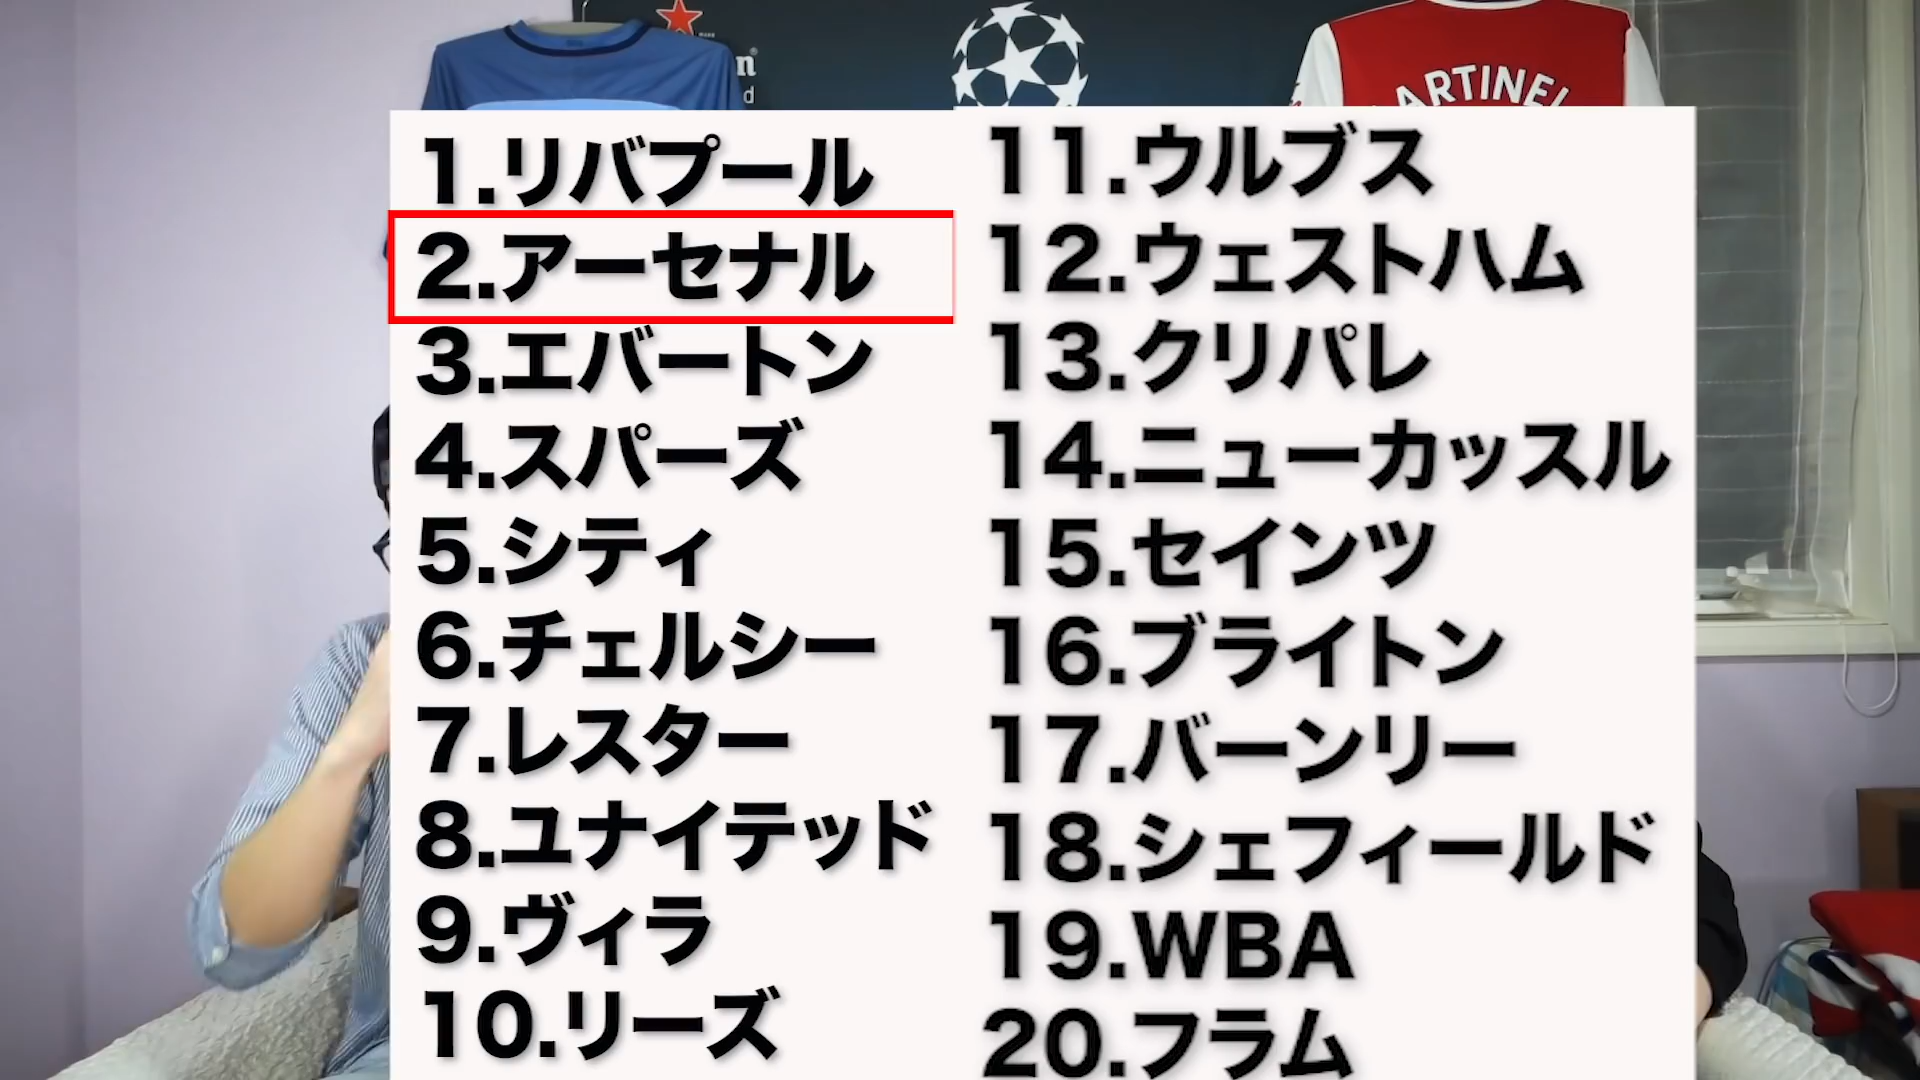 ARTINEL
1.リバプール
2.アーセナル
3.エバートン
4.スパーズ
5.シティ
6.チェルシー
7.レスター
8.ユナイテッド
9.ヴィラ
10.リーズ
11.ウルブス
12.ウェストハム
13.クリパレ
14.ニューカッスル
15.セインツ
16.ブライトン
17.バーンリー
18.シェフィールド
19.WBA
20.フラム